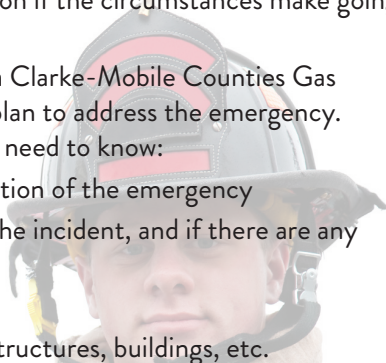 on if the circumstances make goin
Clarke-Mobile Counties Gas
plan to address the emergency.
need to know:
tion of the emergency
he incident, and if there are any
tructures, buildings, etc.